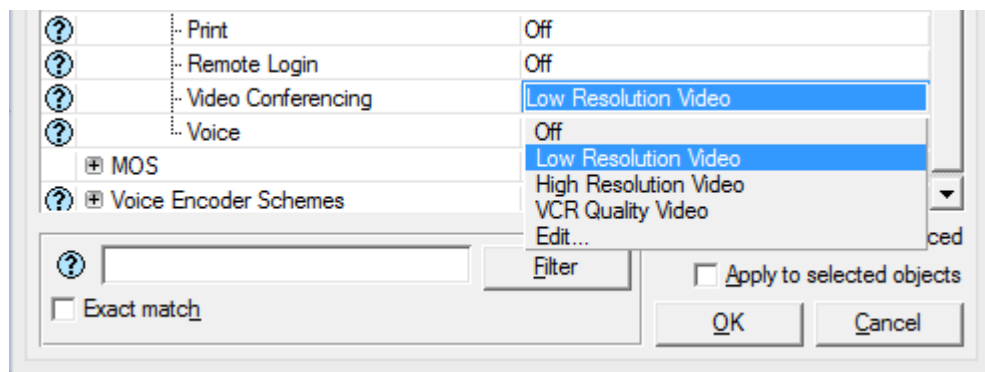 Print Off
Remote Login Off
Video Conferencing Low Resolution Video
Voice Off
MOS Low Resolution Video
High Resolution Video
Voice Encoder Schemes VCR Quality Video
Edit...
ced
Filter
Apply to selected objects
Exact match
OK Cancel